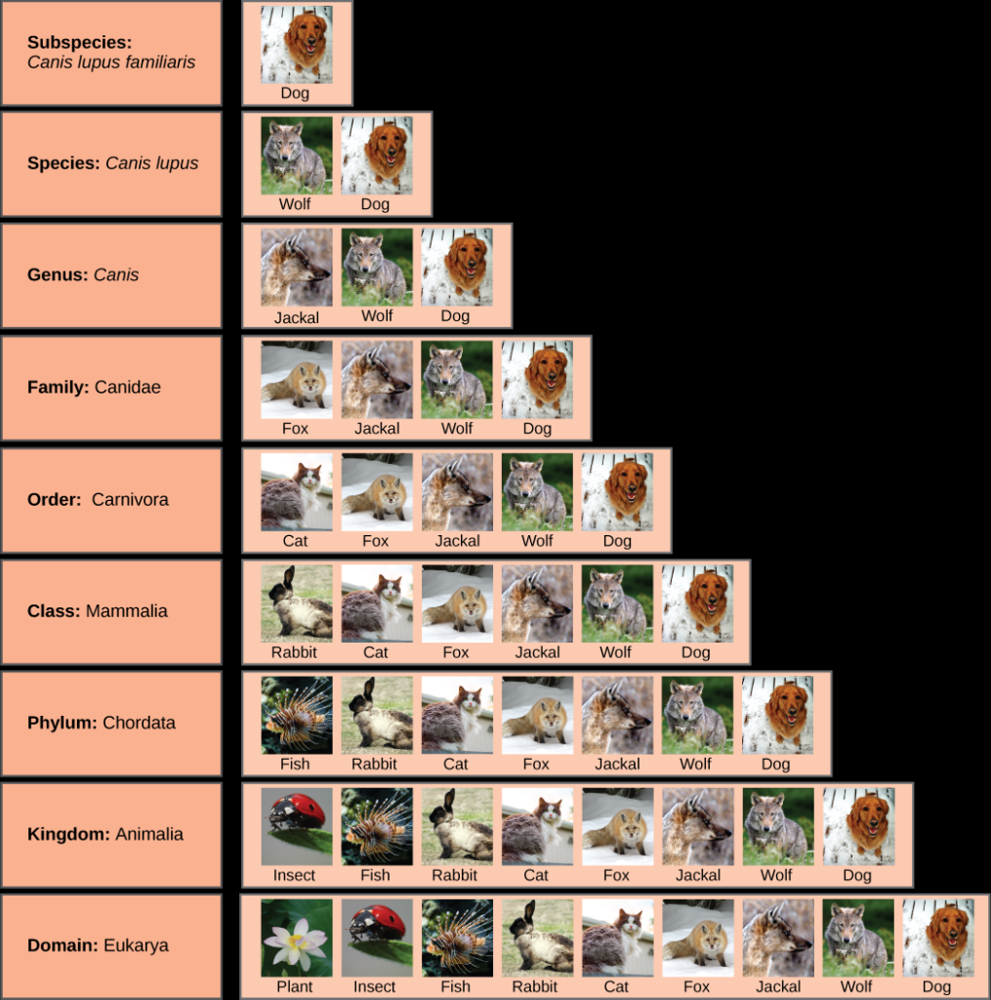 Subspecies:
Canis lupus familiaris
Dog
Species: Canis lupus
Wolf Dog
Genus: Canis
Jackal Wolf Dog
Family: Canidae
Fox Jackal Wolf Dog
Order: Carnivora
Cat Fox Jackal Wolf Dog
Class: Mammalia
Rabbit Cat Fox Jackal Wolf Dog
Phylum: Chordata
Fish Rabbit Cat Fox Jackal Wolf Dog
Kingdom: Animalia
Insect Fish Rabbit Cat Fox Jackal Wolf Dog
Domain: Eukarya
Plant Insect Fish Rabbit Cat Fox Jackal Wolf Dog